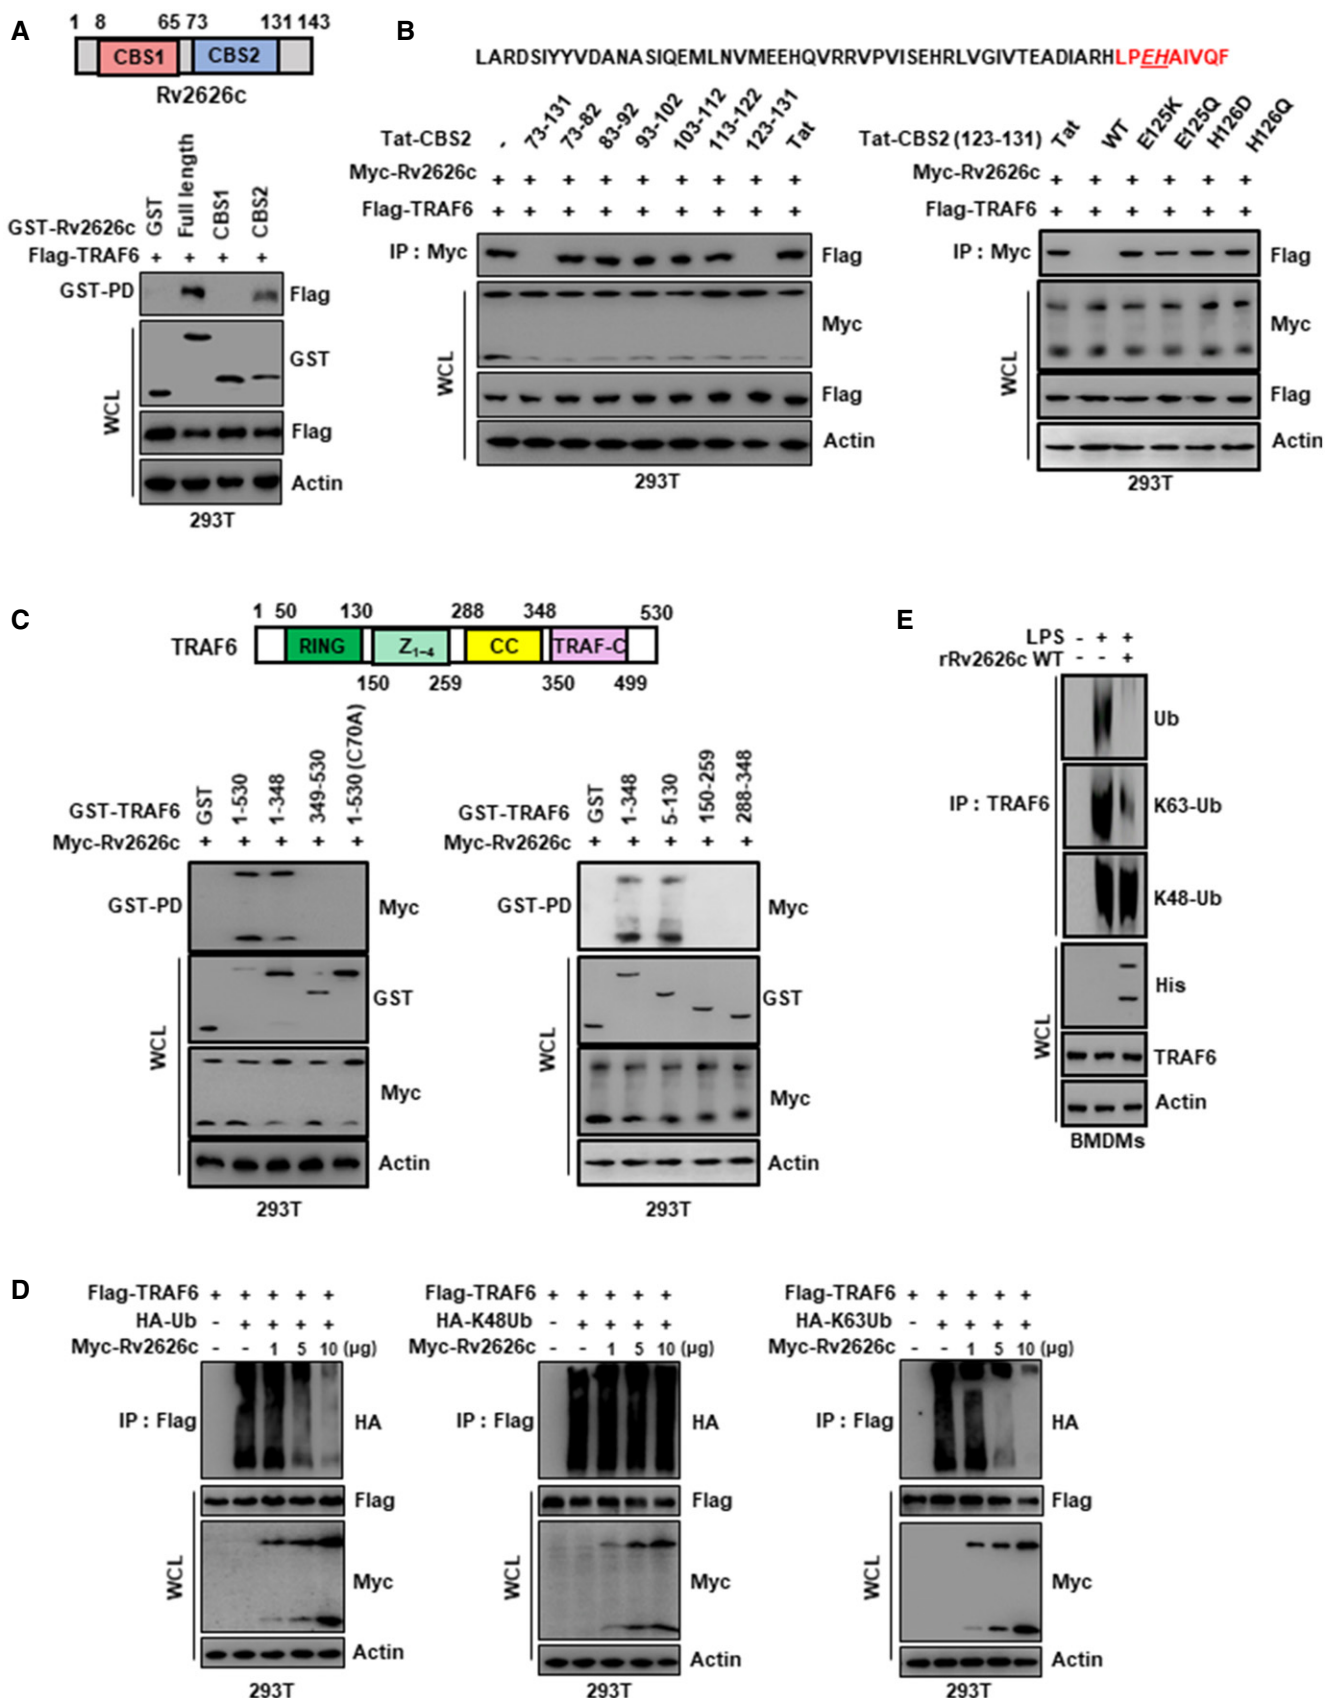 A
1 8 65 73 131 143
CBS1 CBS2
Rv2626c
GST-Rv2626c GST Full length CBS1 CBS2
Flag-TRAF6 + + + +
GST-PD Flag
WCL
GST
Flag
Actin
293T
B
LARDSIYYVDANASIQEMLNVMEEHQVRRVPVISEHRLVGIVTEADIARHLPEHAIVQF
Tat-CBS2 - 73-131 73-82 83-92 93-102 103-112 113-122 123-131 Tat
Myc-Rv2626c + + + + + + + + +
Flag-TRAF6 + + + + + + + + +
IP : Myc Flag
WCL
Myc
Flag
Actin
293T
Tat-CBS2 (123-131) Tat WT E125K E125Q H126D H126Q
Myc-Rv2626c + + + + + +
Flag-TRAF6 + + + + + +
IP : Myc Flag
WCL
Myc
Flag
Actin
293T
C
1 50 130 288 348 530
TRAF6 RING Z1–4 CC TRAF-C
150 259 350 499
GST-TRAF6 GST 1-530 1-348 349-530 1-530 (C70A)
Myc-Rv2626c + + + + +
GST-PD Myc
WCL
GST
Myc
Actin
293T
GST-TRAF6 GST 1-348 5-130 150-259 288-348
Myc-Rv2626c + + + + +
GST-PD Myc
WCL
GST
Myc
Actin
293T
E
LPS - + +
rRv2626c WT - - +
IP : TRAF6
Ub
K63-Ub
K48-Ub
WCL
His
TRAF6
Actin
BMDMs
D
Flag-TRAF6 + + + + +
HA-Ub - + + + +
Myc-Rv2626c - - 1 5 10 (µg)
IP : Flag HA
WCL
Flag
Myc
Actin
293T
Flag-TRAF6 + + + + +
HA-K48Ub - + + + +
Myc-Rv2626c - - 1 5 10 (µg)
IP : Flag HA
WCL
Flag
Myc
Actin
293T
Flag-TRAF6 + + + + +
HA-K63Ub - + + + +
Myc-Rv2626c - - 1 5 10 (µg)
IP : Flag HA
WCL
Flag
Myc
Actin
293T